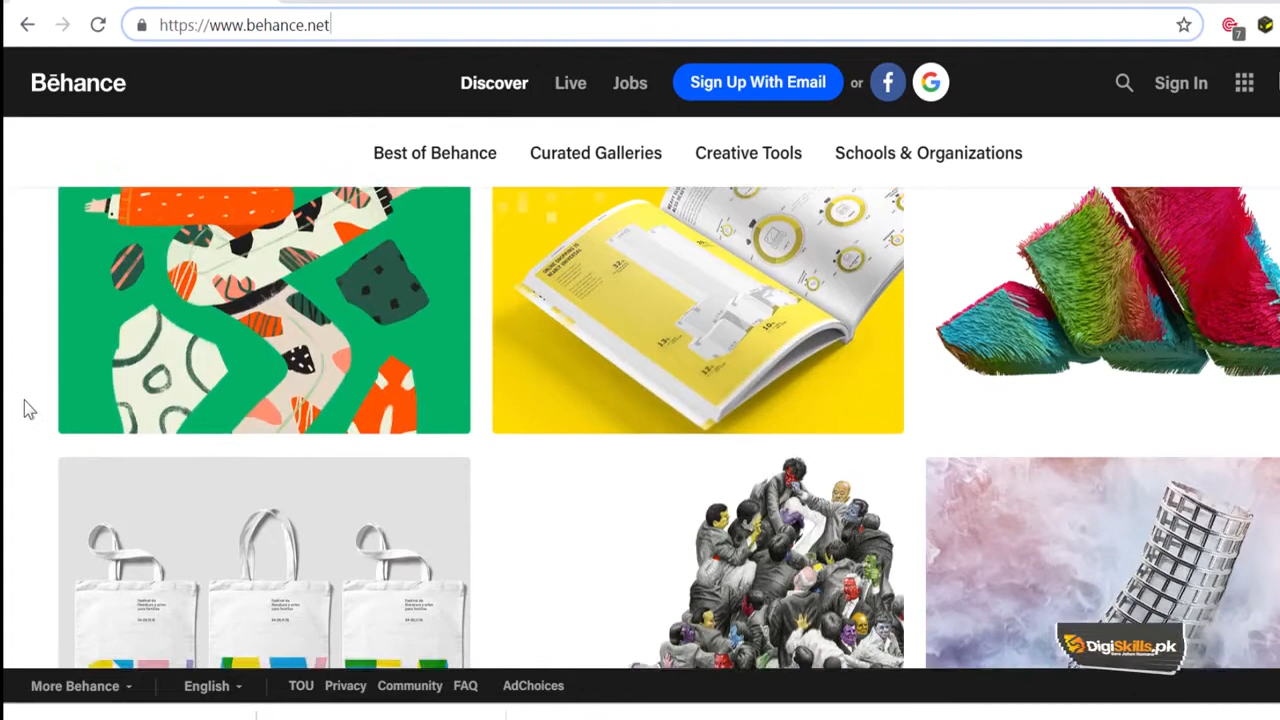 https://www.behance.net
7
Bēhance
Discover
Live
Jobs
Sign Up With Email
or
f
G
Sign In
Best of Behance
Curated Galleries
Creative Tools
Schools & Organizations
DigiSkills.pk
More Behance
English
TOU
Privacy
Community
FAQ
AdChoices